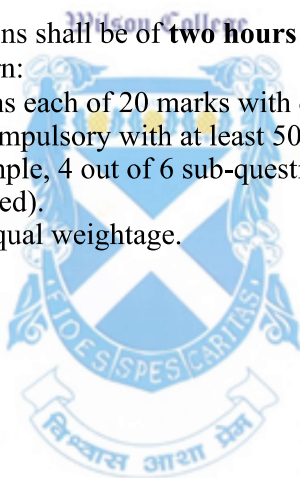 Wilson College
ns shall be of two hours
rn:
ns each of 20 marks with
mpulsory with at least 50
nple, 4 out of 6 sub-questi
ed).
qual weightage.
FIDES SPES CARITAS
विश्वास आशा प्रेम